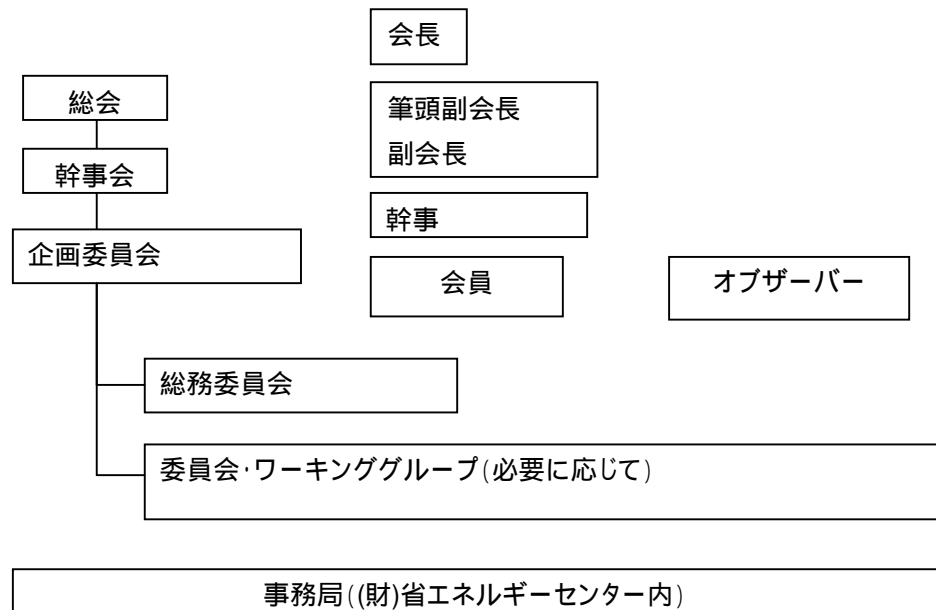 会長
総会
筆頭副会長
副会長
幹事会
幹事
企画委員会
会員
オブザーバー
総務委員会
委員会・ワーキンググループ(必要に応じて)
事務局((財)省エネルギーセンター内)